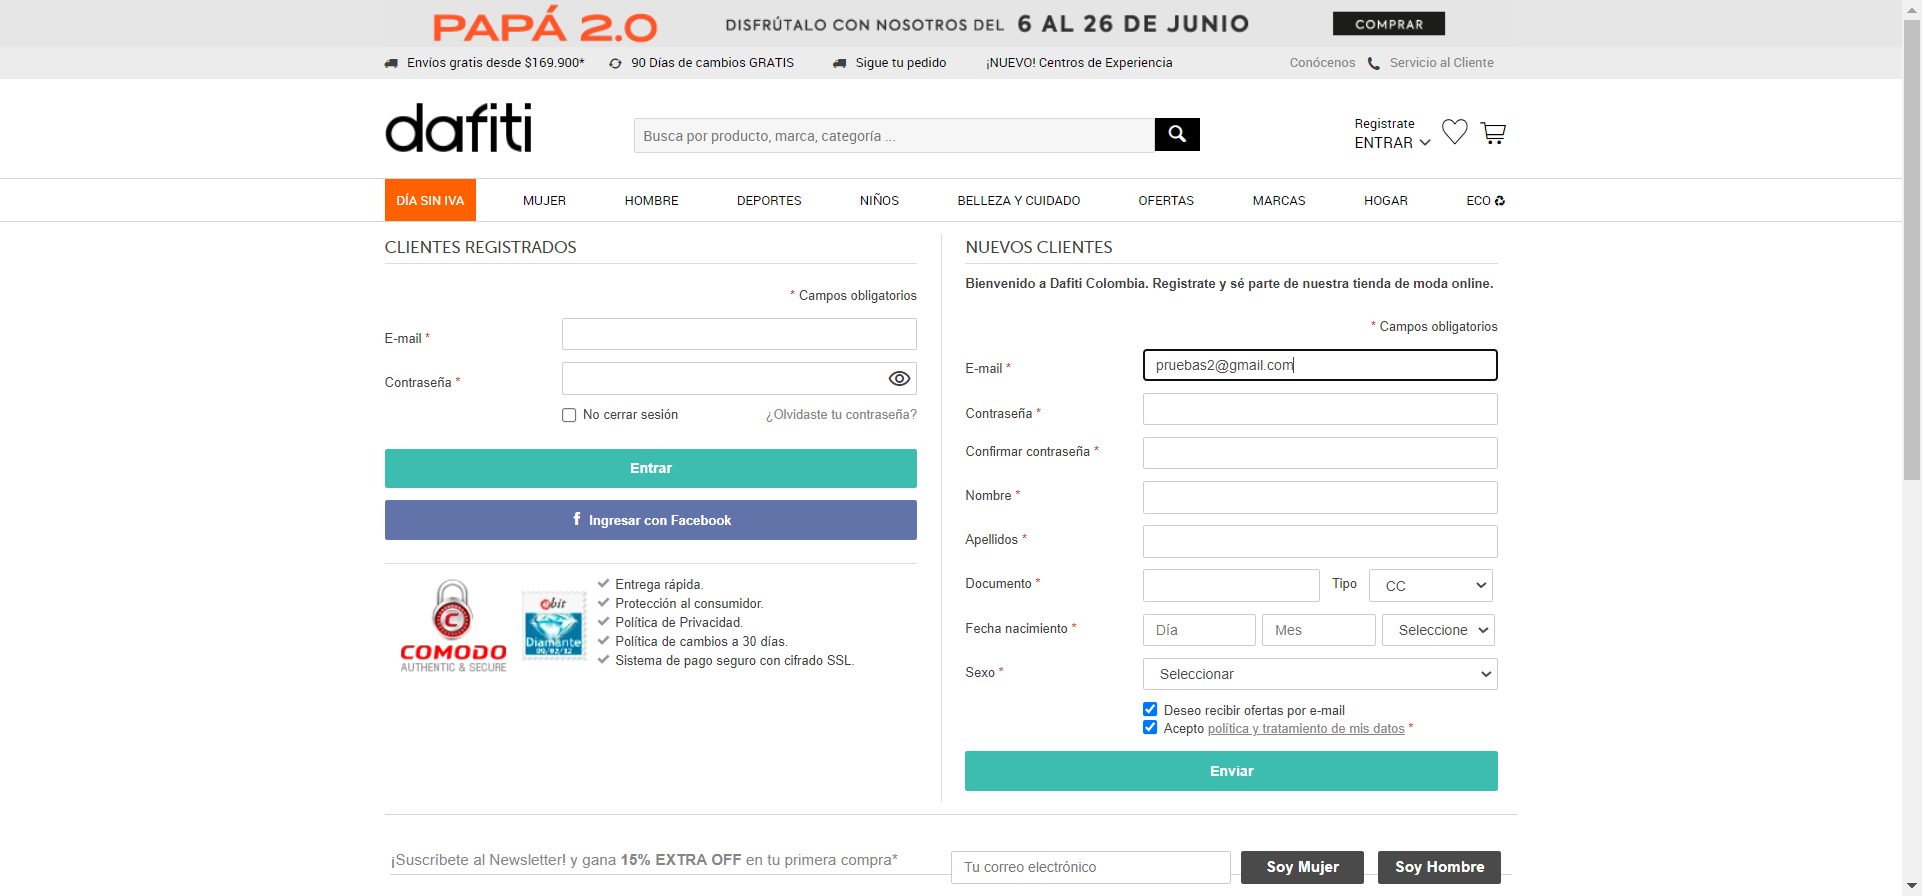 PAPÁ 2.0 DISFRÚTALO CON NOSOTROS DEL 6 AL 26 DE JUNIO COMPRAR
Envíos gratis desde $169.900* 90 Días de cambios GRATIS Sigue tu pedido ¡NUEVO! Centros de Experiencia Conócenos Servicio al Cliente
dafiti
Busca por producto, marca, categoría ...
Registrate
ENTRAR
DÍA SIN IVA MUJER HOMBRE DEPORTES NIÑOS BELLEZA Y CUIDADO OFERTAS MARCAS HOGAR ECO
CLIENTES REGISTRADOS
* Campos obligatorios
E-mail *
Contraseña *
No cerrar sesión ¿Olvidaste tu contraseña?
Entrar
f Ingresar con Facebook
COMODO
AUTHENTIC & SECURE
ebit
Diamante
09/02/12
Entrega rápida.
Protección al consumidor.
Política de Privacidad.
Política de cambios a 30 días.
Sistema de pago seguro con cifrado SSL.
NUEVOS CLIENTES
Bienvenido a Dafiti Colombia. Registrate y sé parte de nuestra tienda de moda online.
* Campos obligatorios
E-mail * pruebas2@gmail.com
Contraseña *
Confirmar contraseña *
Nombre *
Apellidos *
Documento * Tipo CC
Fecha nacimiento * Día Mes Seleccione
Sexo * Seleccionar
Deseo recibir ofertas por e-mail
Acepto política y tratamiento de mis datos *
Enviar
¡Suscríbete al Newsletter! y gana 15% EXTRA OFF en tu primera compra* Tu correo electrónico Soy Mujer Soy Hombre